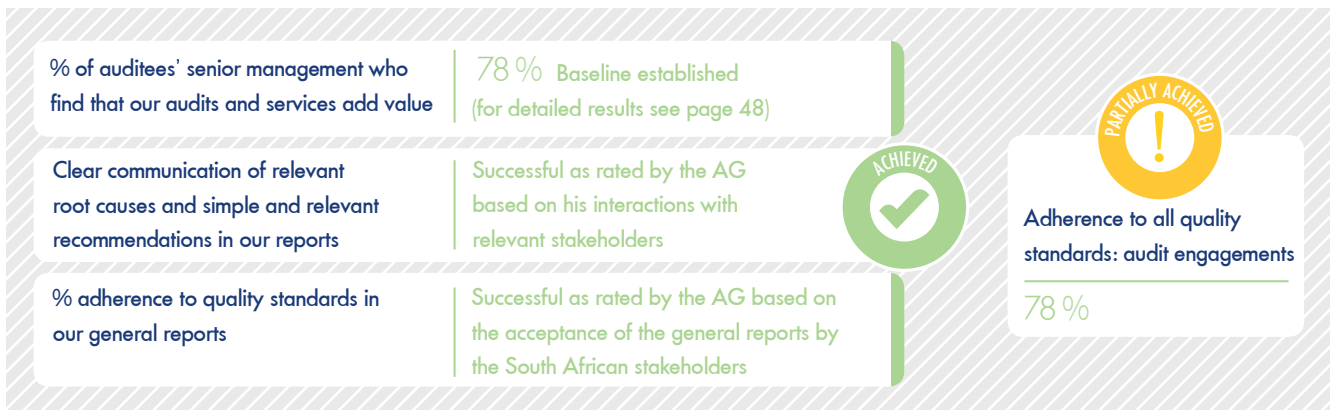 % of auditees’ senior management who
find that our audits and services add value
78 % Baseline established
(for detailed results see page 48)
Clear communication of relevant
root causes and simple and relevant
recommendations in our reports
Successful as rated by the AG
based on his interactions with
relevant stakeholders
ACHIEVED
% adherence to quality standards in
our general reports
Successful as rated by the AG based on
the acceptance of the general reports by
the South African stakeholders
PARTIALLY ACHIEVED
!
Adherence to all quality
standards: audit engagements
78 %